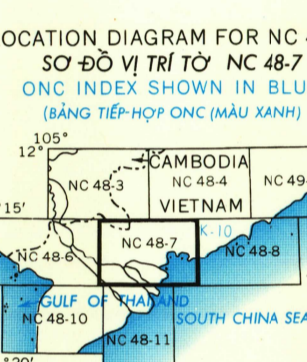 OCATION DIAGRAM FOR NC 4
SƠ ĐỒ VỊ TRÍ TỜ NC 48-7
ONC INDEX SHOWN IN BLU
(BẢNG TIẾP-HỢP ONC (MÀU XANH)
105°
12°
CAMBODIA
NC 48-3
NC 48-4
NC 49-
VIETNAM
15'
K-10
NC 48-7
NC 48-6
NC 48-8
GULF OF THAILAND
NC 48-10
SOUTH CHINA SEA
NC 48-11